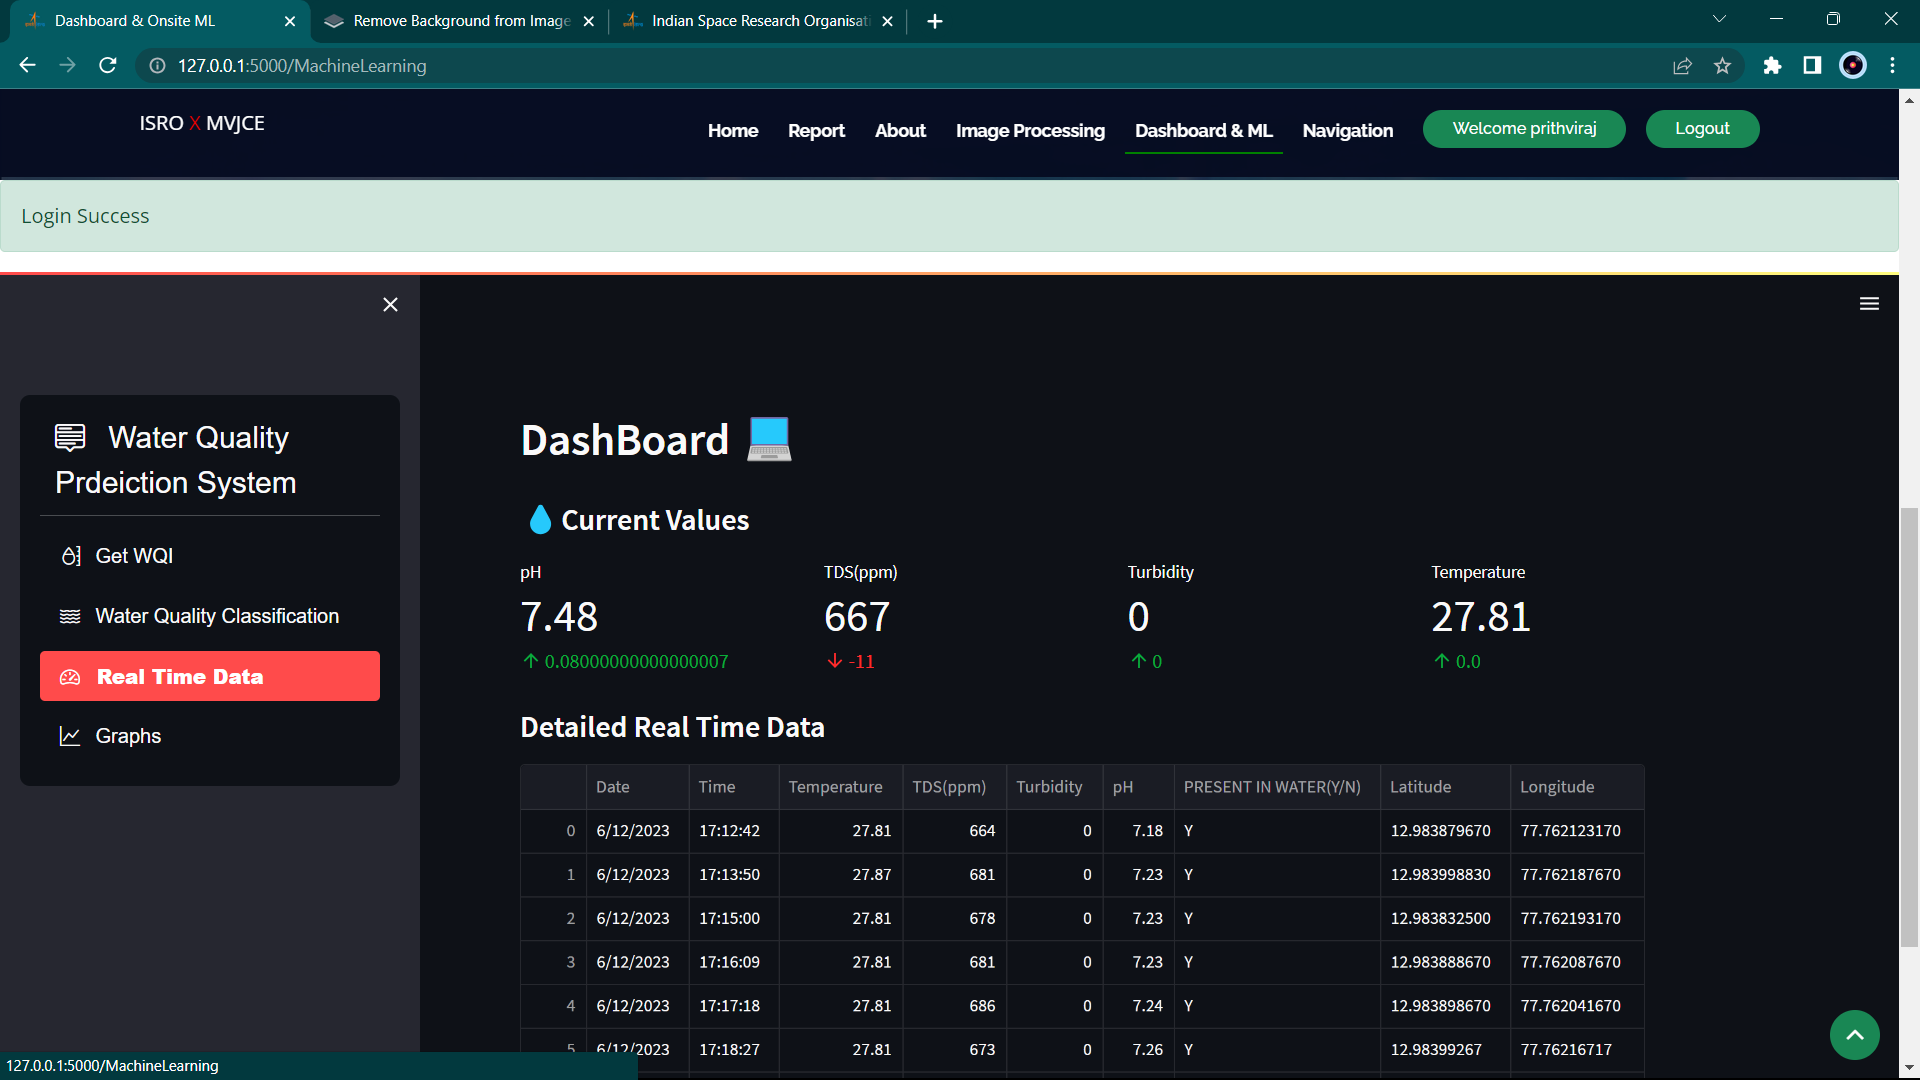 Dashboard & Onsite ML
Remove Background from Image
Indian Space Research Organisati
127.0.0.1:5000/MachineLearning
ISRO X MVJCE
Home Report About Image Processing Dashboard & ML Navigation Welcome prithviraj Logout
Login Success
Water Quality
Prdeiction System
Get WQI
Water Quality Classification
Real Time Data
Graphs
DashBoard
Current Values
pH TDS(ppm) Turbidity Temperature
7.48 667 0 27.81
↑ 0.08000000000000007 ↓ -11 ↑ 0 ↑ 0.0
Detailed Real Time Data
Date Time Temperature TDS(ppm) Turbidity pH PRESENT IN WATER(Y/N) Latitude Longitude
0 6/12/2023 17:12:42 27.81 664 0 7.18 Y 12.983879670 77.762123170
1 6/12/2023 17:13:50 27.87 681 0 7.23 Y 12.983998830 77.762187670
2 6/12/2023 17:15:00 27.81 678 0 7.23 Y 12.983832500 77.762193170
3 6/12/2023 17:16:09 27.81 681 0 7.23 Y 12.983888670 77.762087670
4 6/12/2023 17:17:18 27.81 686 0 7.24 Y 12.983898670 77.762041670
5 6/12/2023 17:18:27 27.81 673 0 7.26 Y 12.98399267 77.76216717
127.0.0.1:5000/MachineLearning